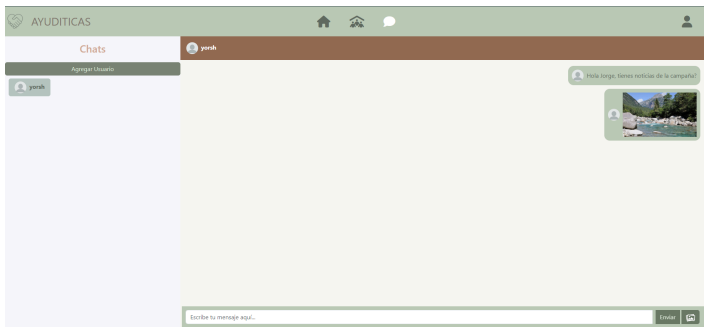 AYUDITICAS
Chats
Agregar Usuario
yorsh
yorsh
Hola Jorge, tienes noticias de la campaña?
Escribe tu mensaje aquí...
Enviar